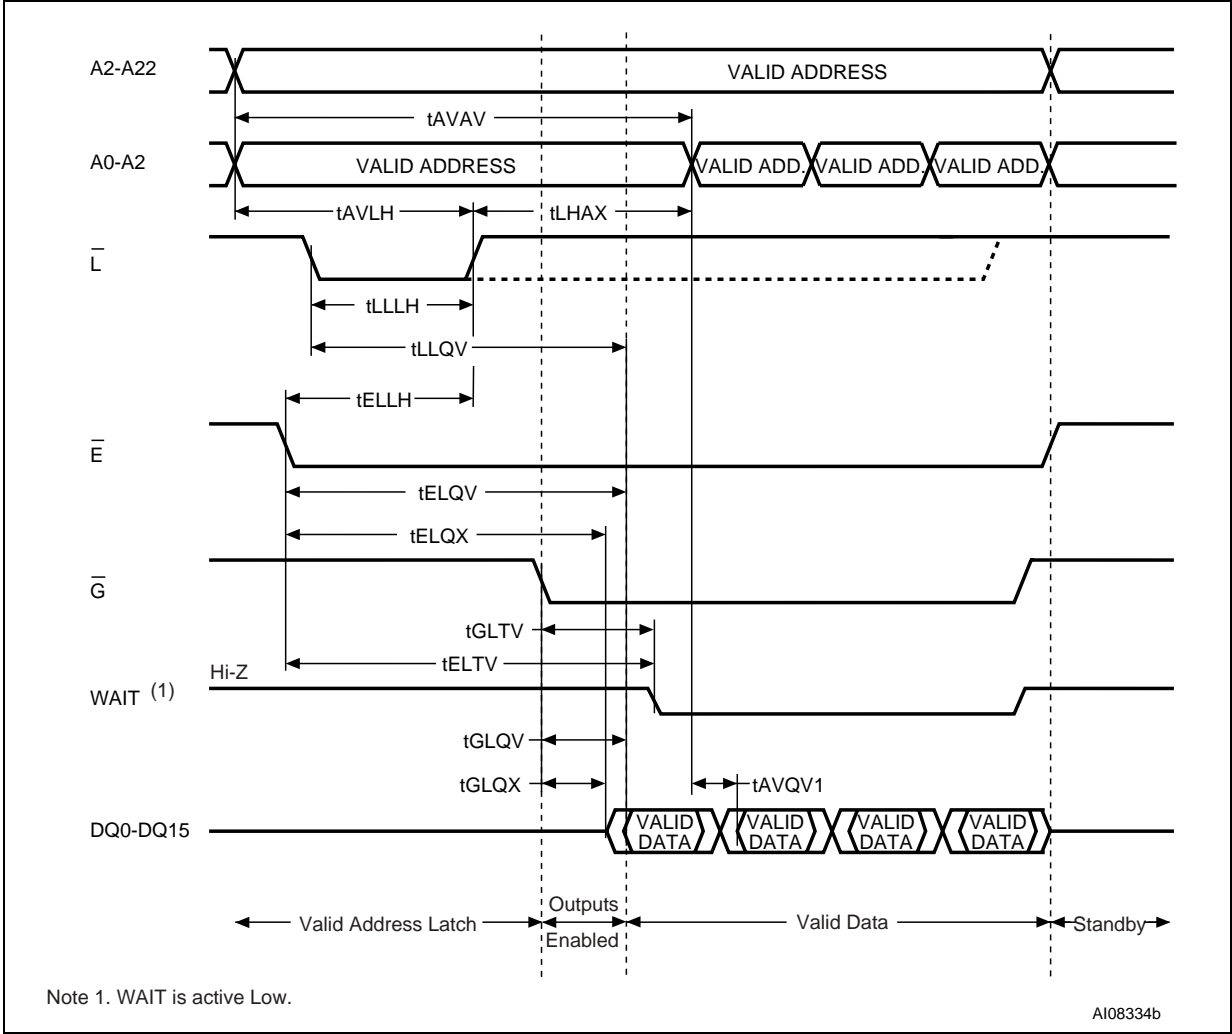 A2-A22
VALID ADDRESS
tAVAV
A0-A2
VALID ADDRESS
VALID ADD.
VALID ADD.
VALID ADD.
tAVLH
tLHAX
L
tLLLH
tLLQV
tELLH
E
tELQV
tELQX
G
tGLTV
tELTV
Hi-Z
WAIT (1)
tGLQV
tGLQX
tAVQV1
DQ0-DQ15
VALID
DATA
VALID
DATA
VALID
DATA
VALID
DATA
Valid Address Latch
Outputs
Enabled
Valid Data
Standby
Note 1. WAIT is active Low.
AI08334b